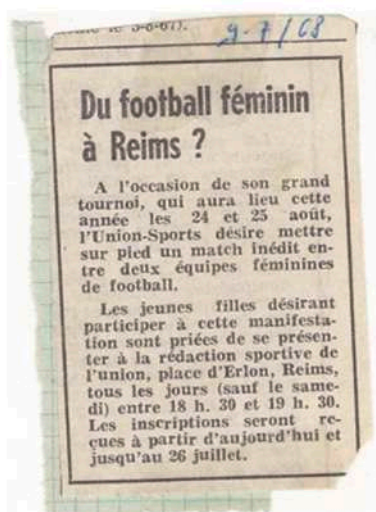 le 5-8-67).
9-7/68
Du football féminin
à Reims ?
A l'occasion de son grand
tournoi, qui aura lieu cette
année les 24 et 25 août,
l'Union-Sports désire mettre
sur pied un match inédit en-
tre deux équipes féminines
de football.
Les jeunes filles désirant
participer à cette manifesta-
tion sont priées de se présen-
ter à la rédaction sportive de
l'union, place d'Erlon, Reims,
tous les jours (sauf le same-
di) entre 18 h. 30 et 19 h. 30.
Les inscriptions seront re-
çues à partir d'aujourd'hui et
jusqu'au 26 juillet.